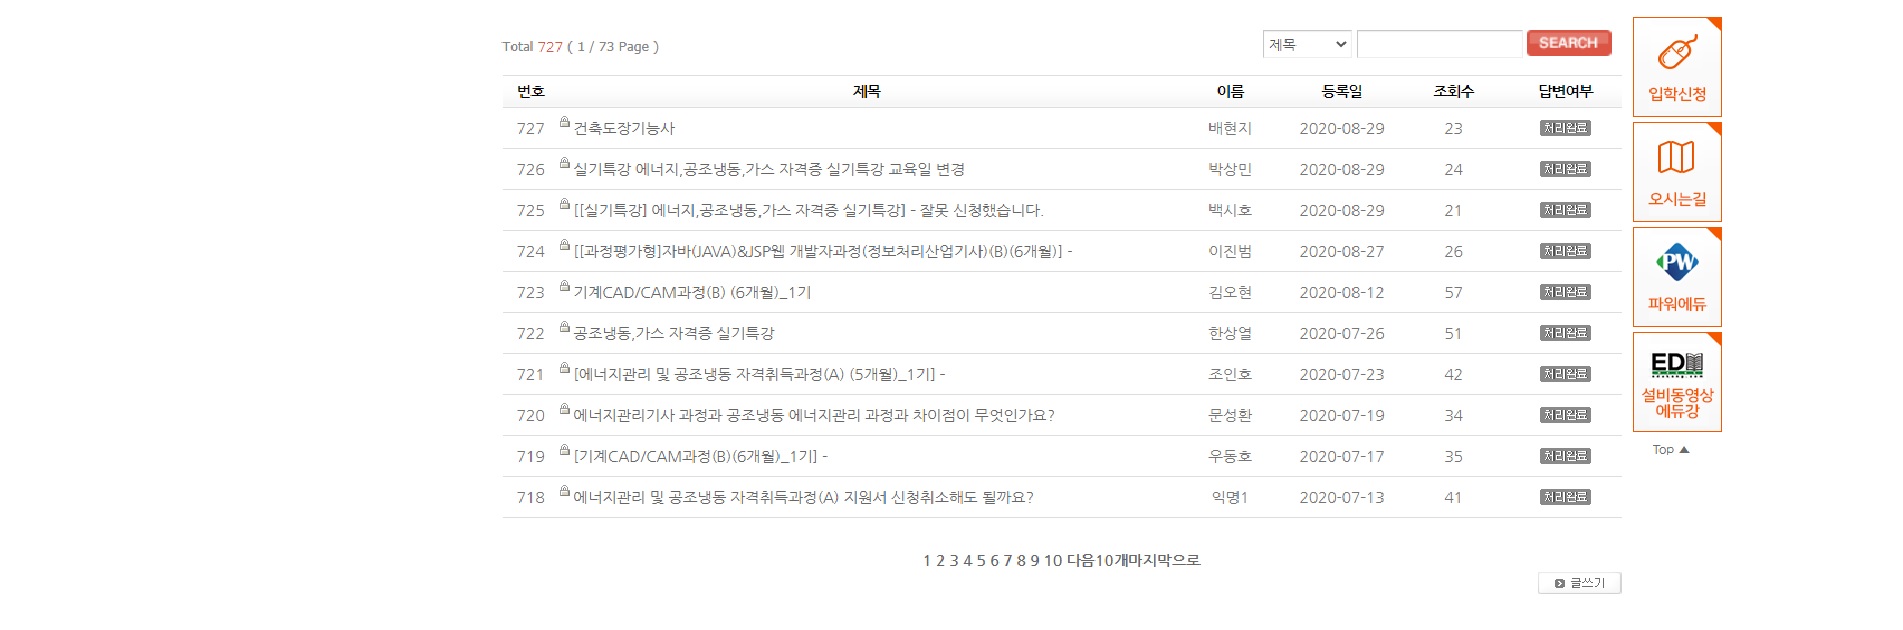 Total 727 ( 1 / 73 Page )
제목
SEARCH
번호 제목 이름 등록일 조회수 답변여부
727 건축도장기능사 배현지 2020-08-29 23 처리완료
726 실기특강 에너지,공조냉동,가스 자격증 실기특강 교육일 변경 박상민 2020-08-29 24 처리완료
725 [[실기특강] 에너지,공조냉동,가스 자격증 실기특강] - 잘못 신청했습니다. 백시호 2020-08-29 21 처리완료
724 [[과정평가형]자바(JAVA)&JSP웹 개발자과정(정보처리산업기사)(B)(6개월)] - 이진범 2020-08-27 26 처리완료
723 기계CAD/CAM과정(B) (6개월)_1기 김오현 2020-08-12 57 처리완료
722 공조냉동,가스 자격증 실기특강 한상열 2020-07-26 51 처리완료
721 [에너지관리 및 공조냉동 자격취득과정(A) (5개월)_1기] - 조인호 2020-07-23 42 처리완료
720 에너지관리기사 과정과 공조냉동 에너지관리 과정과 차이점이 무엇인가요? 문성환 2020-07-19 34 처리완료
719 [기계CAD/CAM과정(B)(6개월)_1기] - 우동호 2020-07-17 35 처리완료
718 에너지관리 및 공조냉동 자격취득과정(A) 지원서 신청취소해도 될까요? 익명1 2020-07-13 41 처리완료
1 2 3 4 5 6 7 8 9 10 다음10개마지막으로
글쓰기
입학신청
오시는길
PW
파워에듀
EDU
설비동영상
에듀강
Top ▲